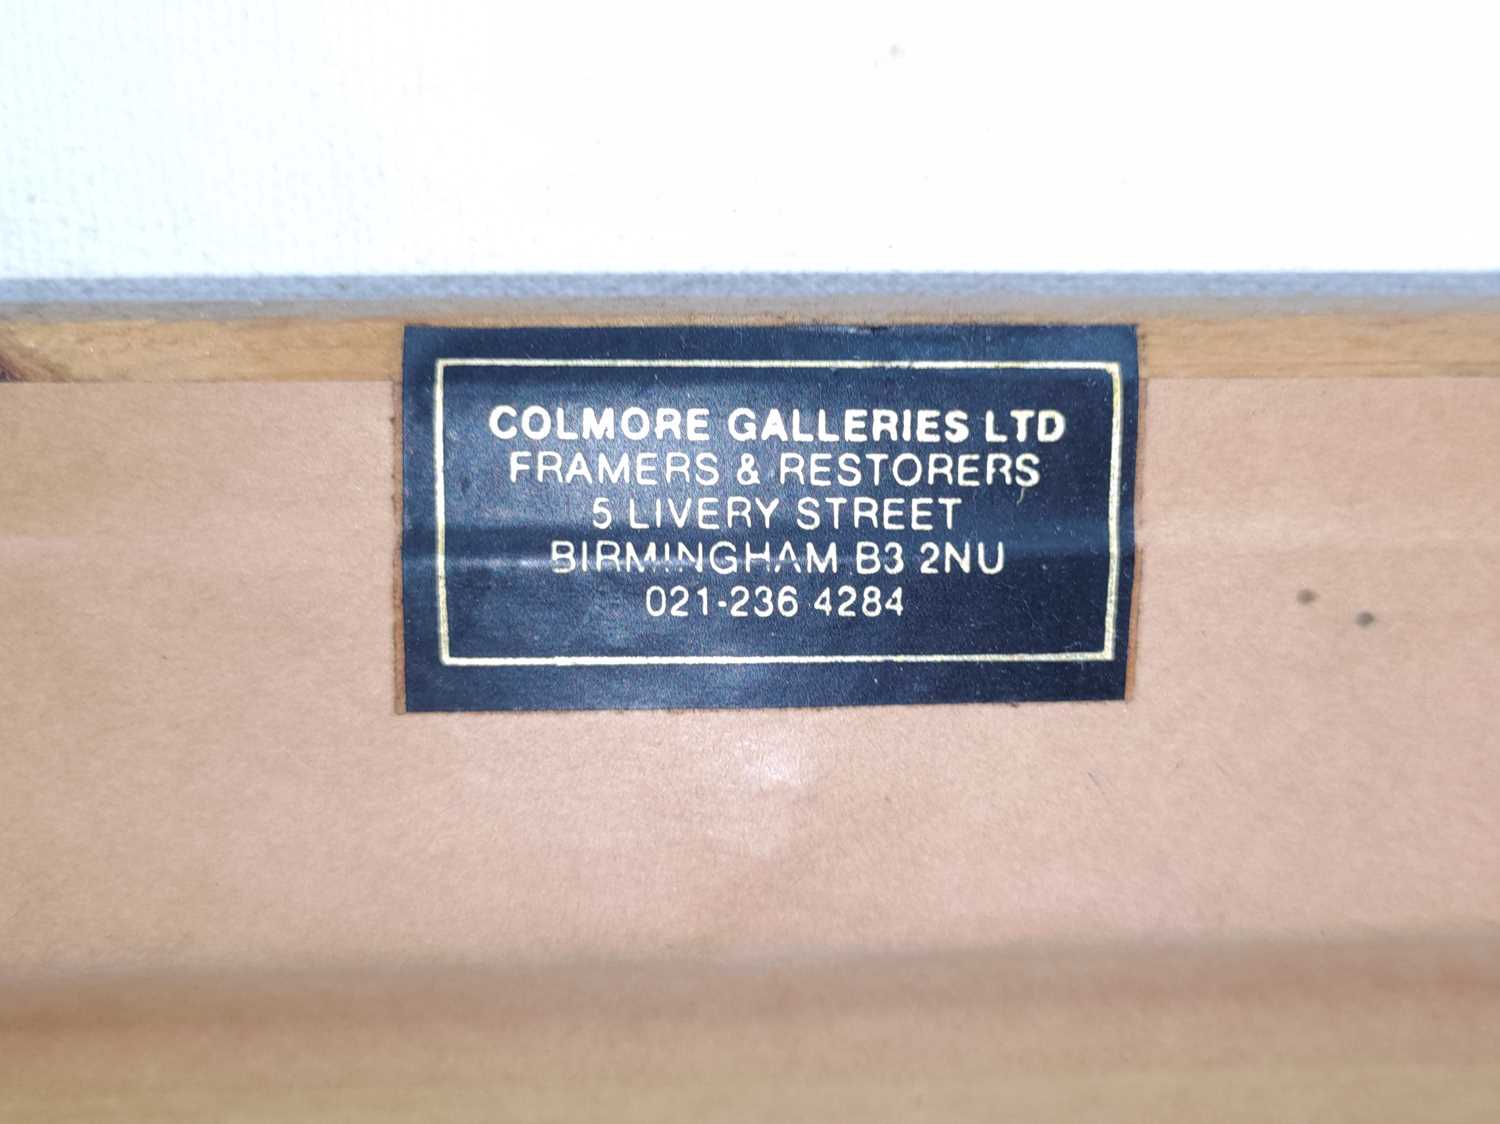 COLMORE GALLERIES LTD
FRAMERS & RESTORERS
5 LIVERY STREET
BIRMINGHAM B3 2NU
021-236 4284